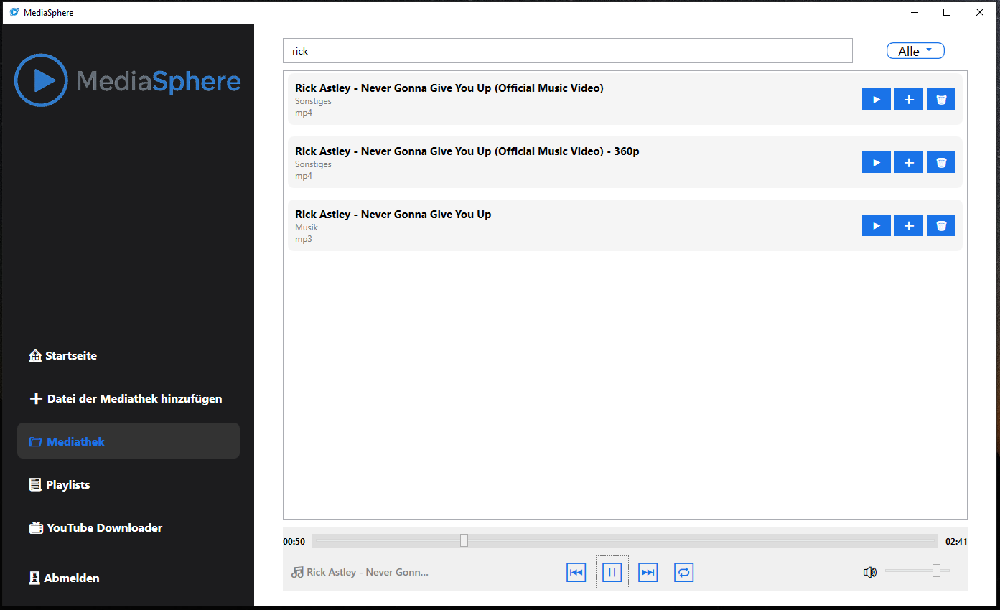 MediaSphere
MediaSphere
rick
Alle
Rick Astley - Never Gonna Give You Up (Official Music Video)
Sonstiges
mp4
Rick Astley - Never Gonna Give You Up (Official Music Video) - 360p
Sonstiges
mp4
Rick Astley - Never Gonna Give You Up
Musik
mp3
Startseite
Datei der Mediathek hinzufügen
Mediathek
Playlists
YouTube Downloader
Abmelden
00:50
02:41
Rick Astley - Never Gonn...